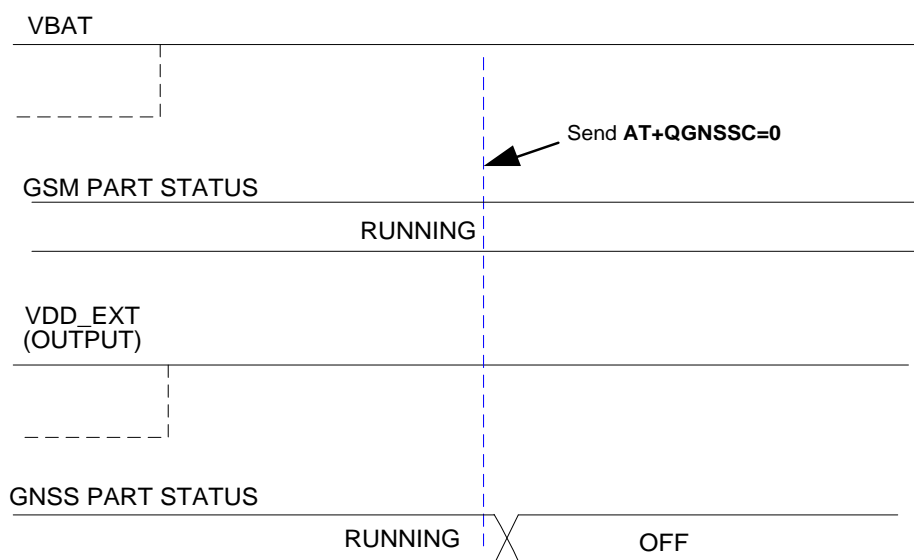 VBAT
Send AT+QGNSSC=0
GSM PART STATUS
RUNNING
VDD_EXT
(OUTPUT)
GNSS PART STATUS
RUNNING
OFF